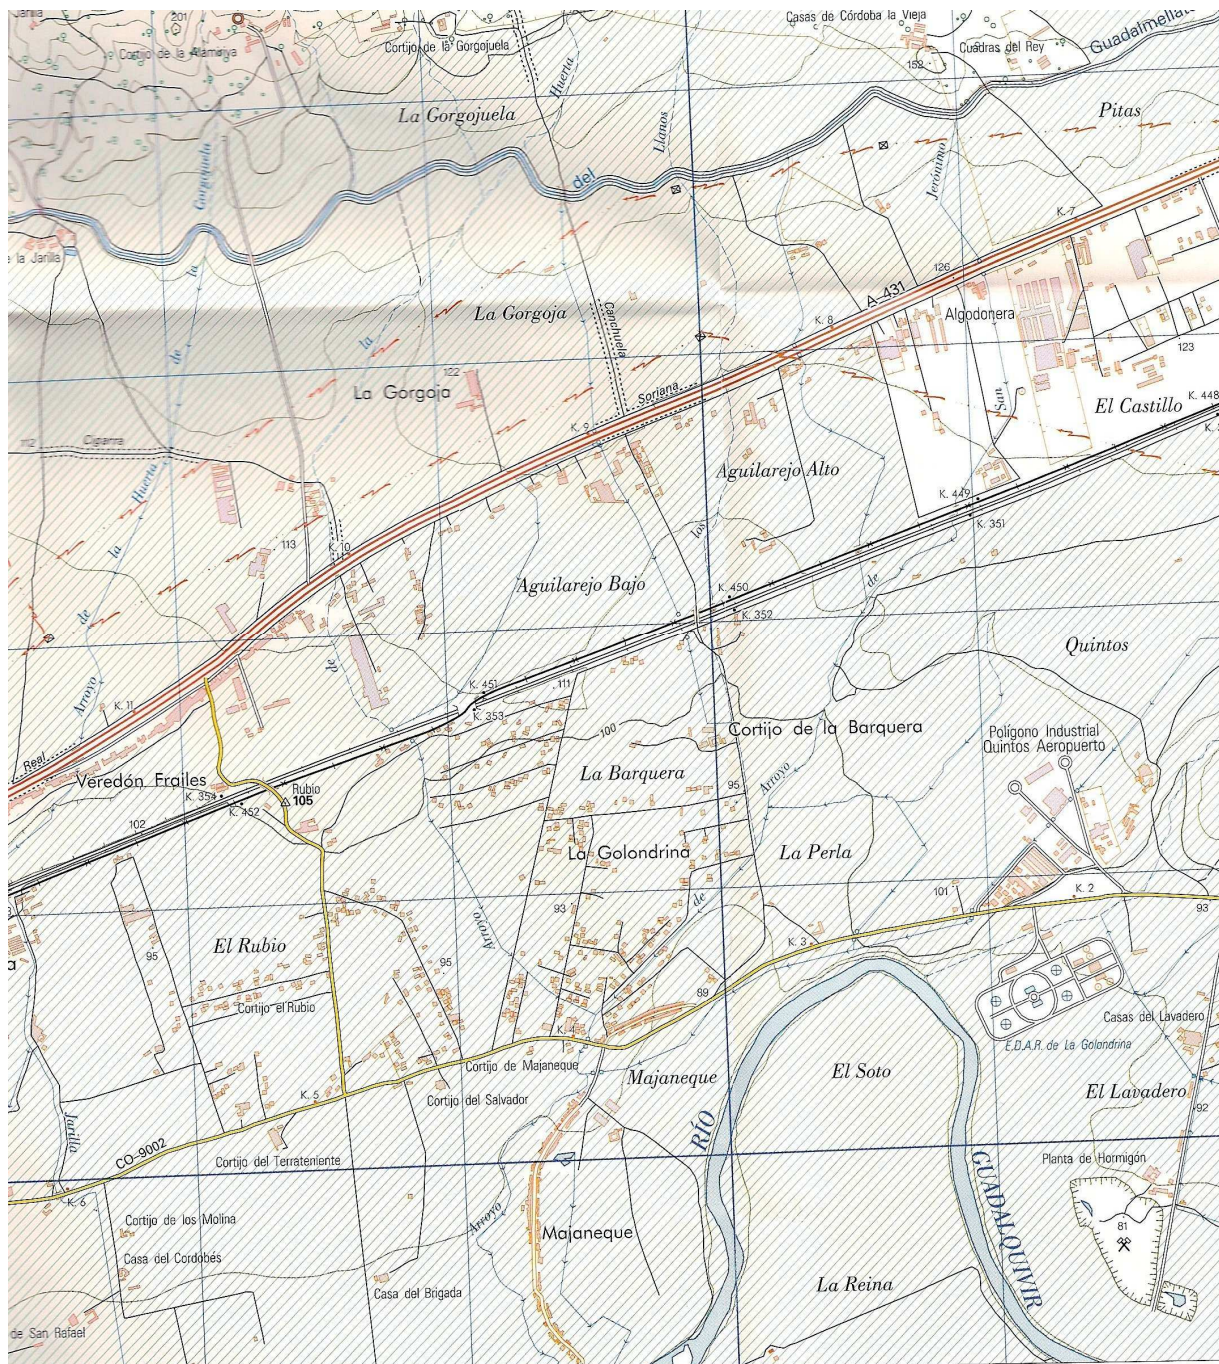 Janilla
201
Cortijo de la Alamiriya
Cortijo de la Gorgojuela
Huerta
Casas de Córdoba la Vieja
Cuadras del Rey
152
Guadalmellato
La Gorgojuela
Llanos
Pitas
Gorgojuela
del
Jerónimo
K. 7
e la Janilla
la
126
A-431
La Gorgoja
Canchuela
K. 8
Algodonera
de
la
123
122
La Gorgoja
Soriana
San
K. 448
El Castillo
K. 9
112
Cigarra
Huerta
Aguilarejo Alto
K. 449
K. 351
los
la
113
K. 10
Aguilarejo Bajo
K. 450
de
K. 352
de
de
Quintos
Arroyo
K. 451
111
K. 11
K. 353
100
Cortijo de la Barquera
Polígono Industrial
Quintos Aeropuerto
Real
Veredón Frailes
La Barquera
Arroyo
95
Rubio
105
K. 354
K. 452
102
La Golondrina
La Perla
101
K. 2
93
de
93
Arroyo
El Rubio
K. 3
95
95
89
Cortijo el Rubio
Casas del Lavadero
K. 4
E.D.A.R. de La Golondrina
Cortijo de Majaneque
Majaneque
El Soto
El Lavadero
K. 5
Cortijo del Salvador
92
Jarilla
RÍO
CO-9002
Cortijo del Terrateniente
Planta de Hormigón
GUADALQUIVIR
K. 6
Cortijo de los Molina
Arroyo
Majaneque
81
Casa del Cordobés
Casa del Brigada
La Reina
de San Rafael